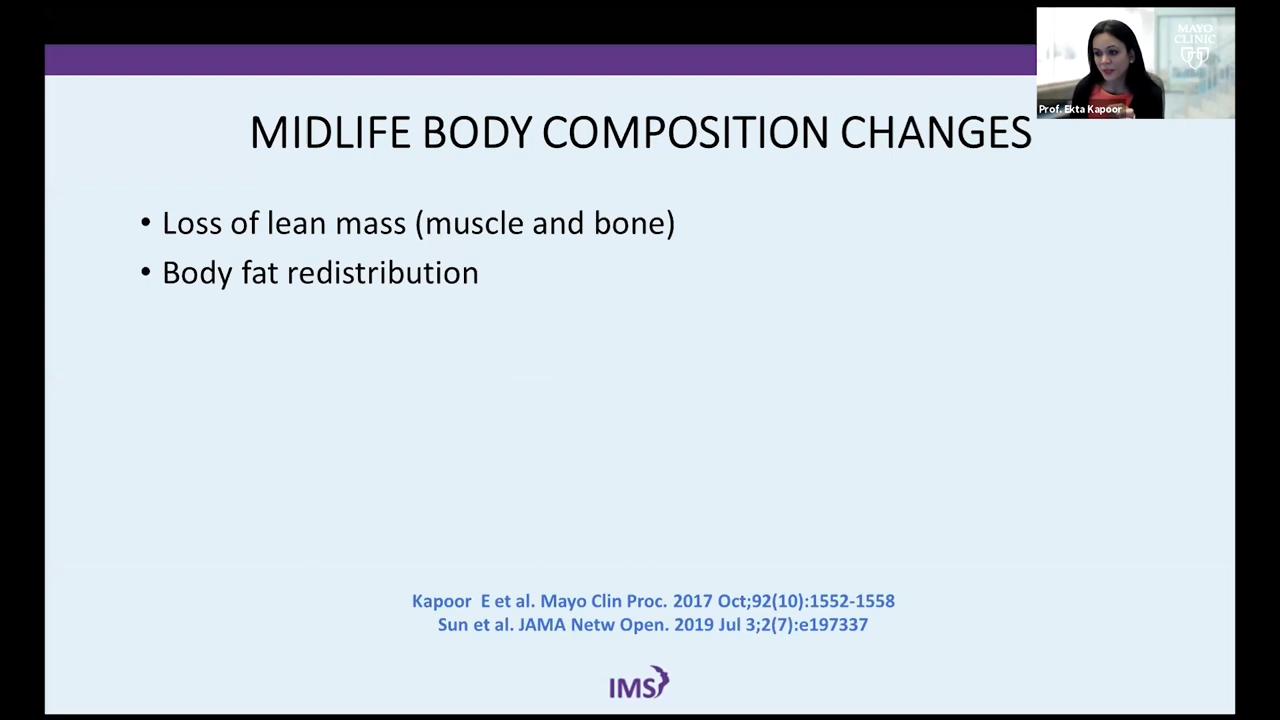 MAYO
CLINIC
Prof. Ekta Kapoor
MIDLIFE BODY COMPOSITION CHANGES
• Loss of lean mass (muscle and bone)
• Body fat redistribution
Kapoor E et al. Mayo Clin Proc. 2017 Oct;92(10):1552-1558
Sun et al. JAMA Netw Open. 2019 Jul 3;2(7):e197337
IMS